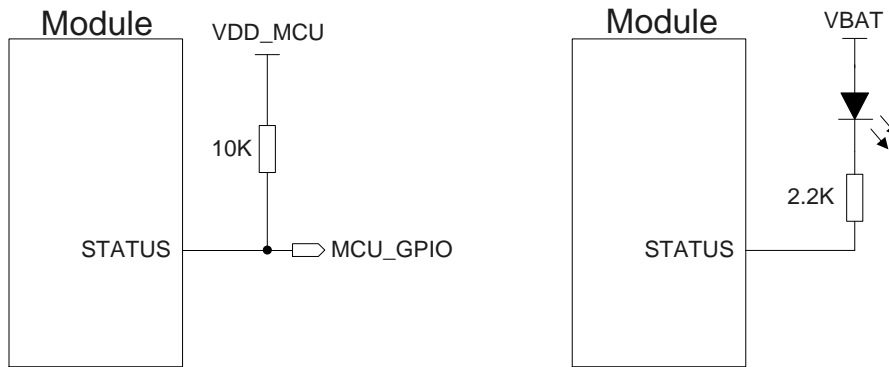 Module
VDD_MCU
10K
STATUS
MCU_GPIO
Module
VBAT
2.2K
STATUS